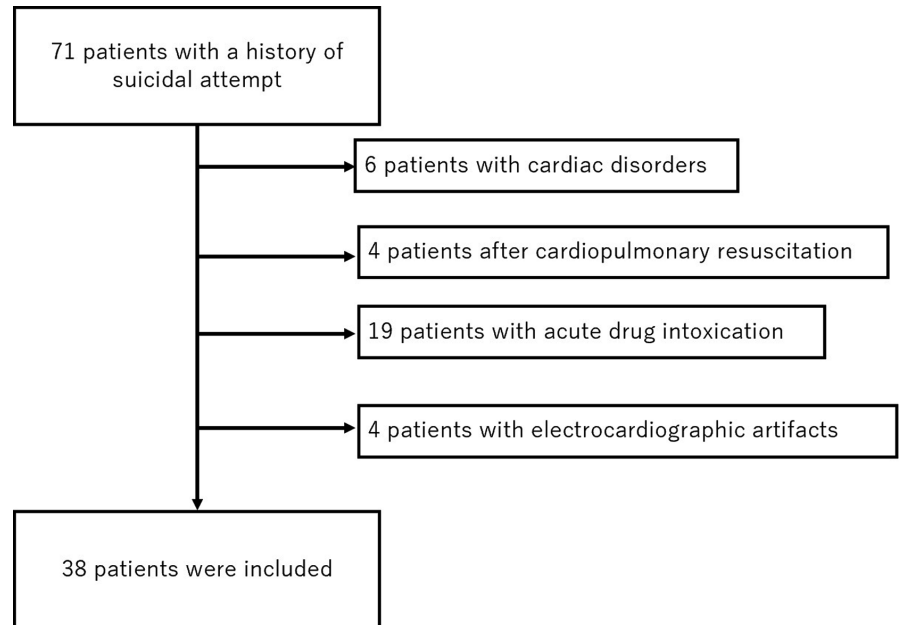 71 patients with a history of
suicidal attempt
6 patients with cardiac disorders
4 patients after cardiopulmonary resuscitation
19 patients with acute drug intoxication
4 patients with electrocardiographic artifacts
38 patients were included